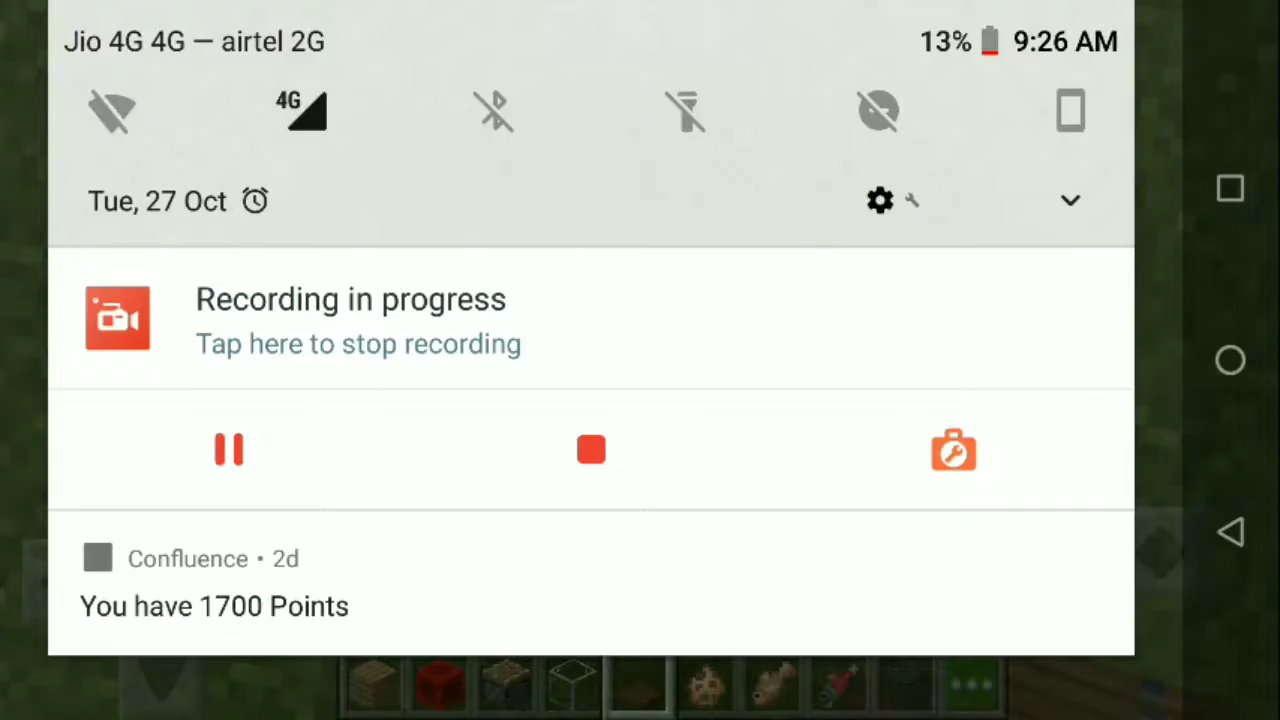 Jio 4G 4G — airtel 2G
13% 9:26 AM
4G
Tue, 27 Oct
Recording in progress
Tap here to stop recording
Confluence • 2d
You have 1700 Points